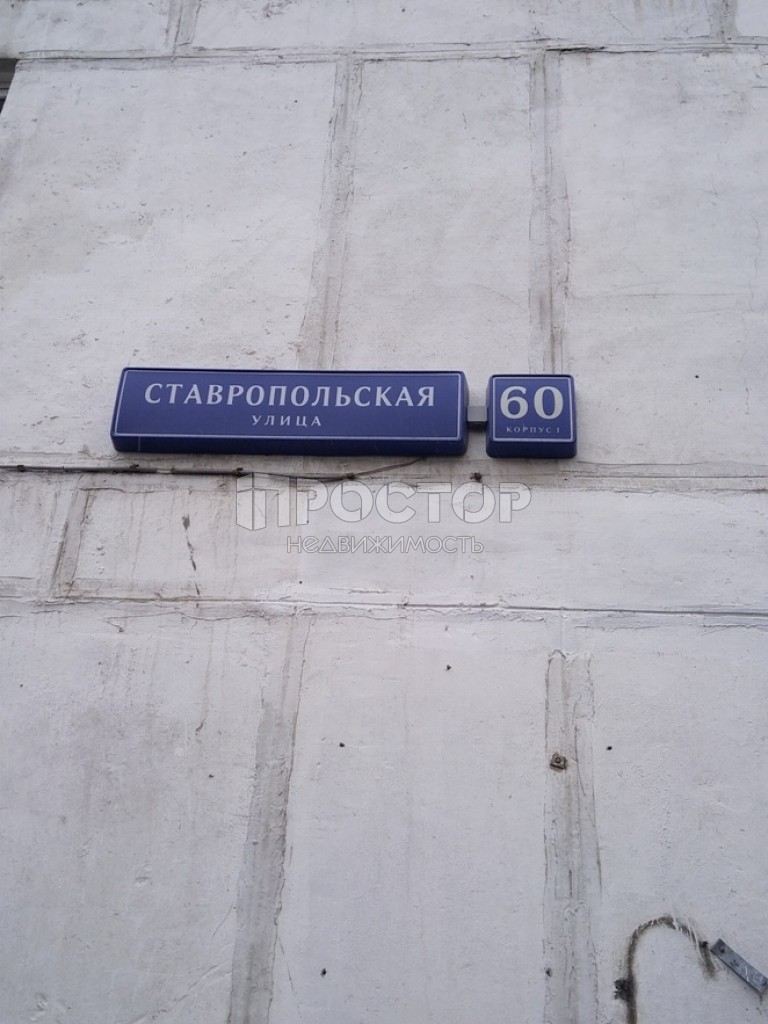 СТАВРОПОЛЬСКАЯ
УЛИЦА
60
КОРПУС 1
ПРОСТОР
НЕДВИЖИМОСТЬ